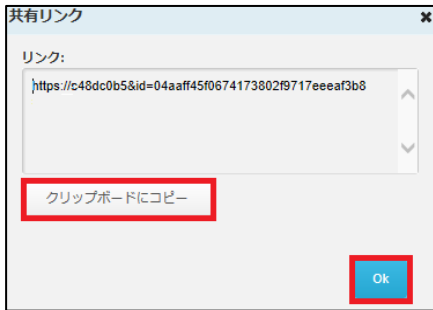 共有リンク
リンク:
https://c48dc0b5&id=04aaff45f0674173802f9717eeeaf3b8
クリップボードにコピー
Ok